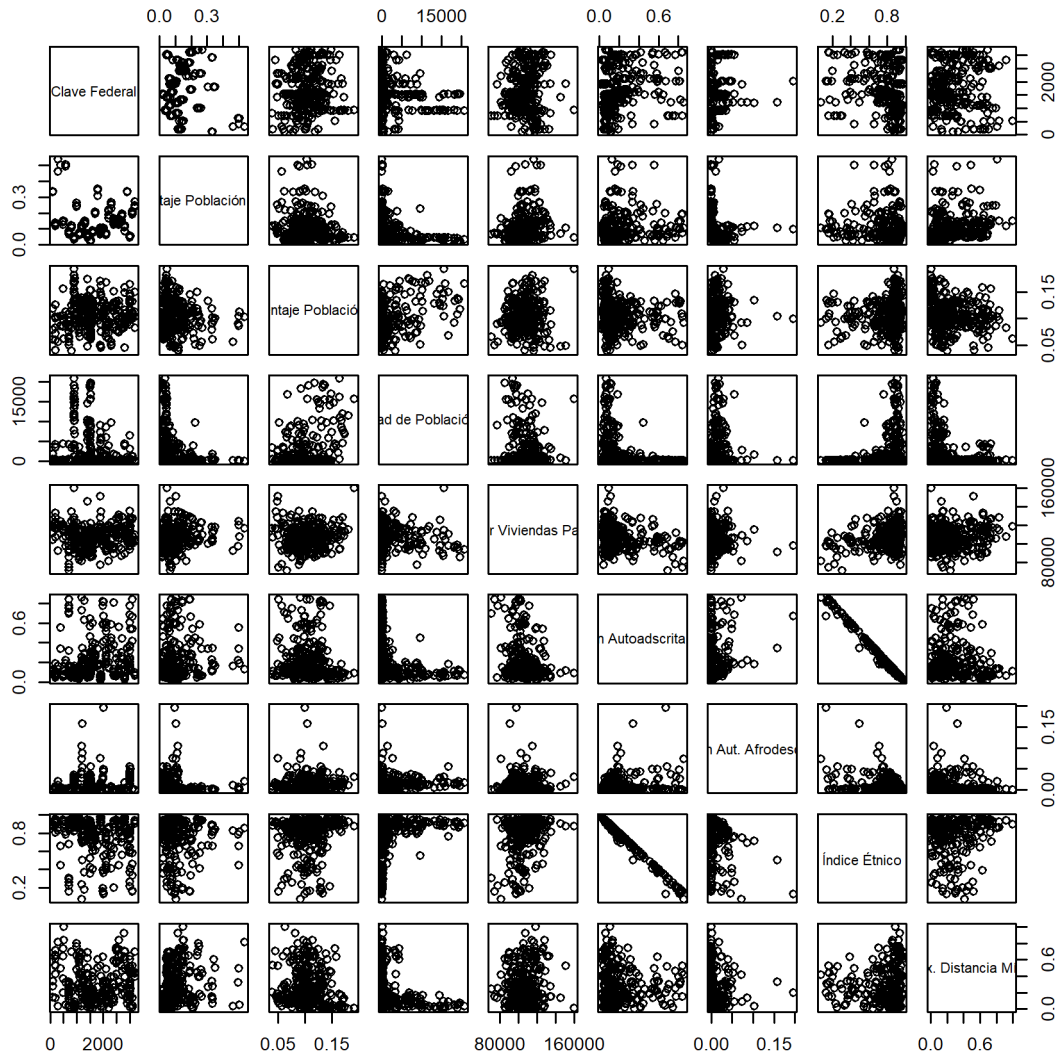 0.0 0.3 0 15000 0.0 0.6 0.2 0.8
Clave Federal
0 2000
0.0 0.3
taje Población
ntaje Població
0.05 0.15
0 15000
ad de Població
r Viviendas Pa
80000 160000
0.0 0.6
n Autoadscrita
n Aut. Afrodes
0.00 0.15
0.2 0.8
Índice Étnico
x. Distancia M
0.0 0.6
0 2000 0.05 0.15 80000 160000 0.00 0.15 0.0 0.6